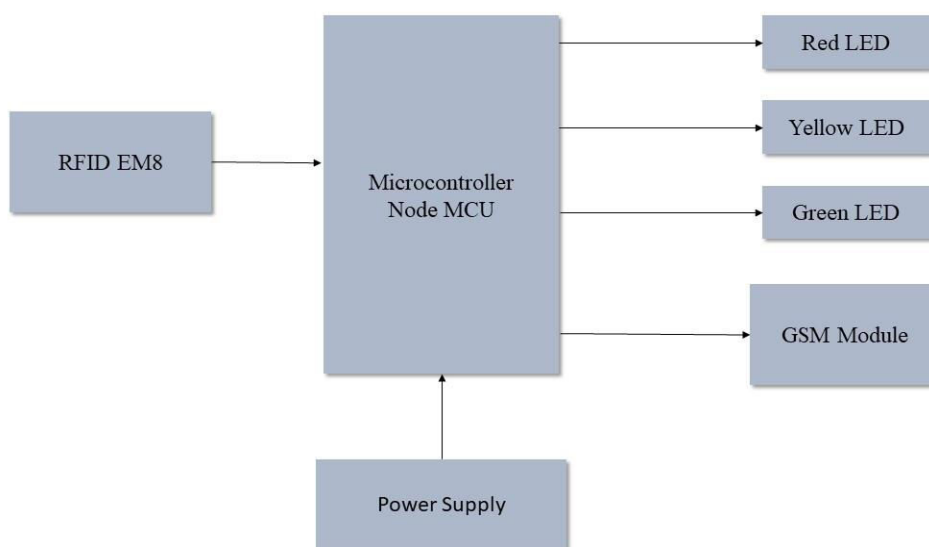 Red LED
Yellow LED
RFID EM8
Microcontroller
Node MCU
Green LED
GSM Module
Power Supply